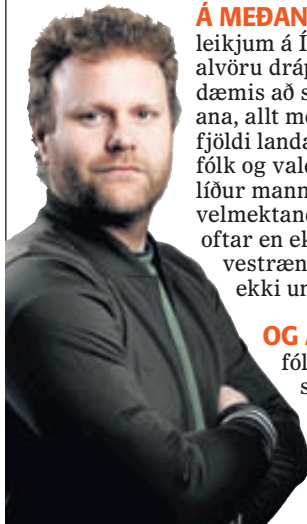 Á MEÐAN
leikjum á Í
alvöru dráp
dæmis að s
ana, allt me
fjöldi landa
fólk og vald
líður mann
velmektand
oftar en ek
vestræn
ekki un
OG A
fól
s